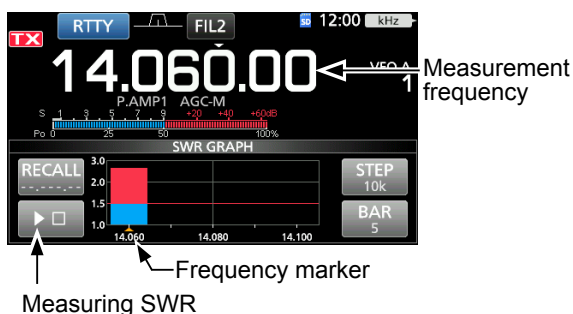 RTTY FIL2 SD 12:00 kHz
TX
14.060.00 VFO A
1
Measurement
frequency
P.AMP1 AGC-M
S 1 3 5 7 9 +20 +40 +60dB
Po 0 25 50 100%
SWR GRAPH
RECALL
--.---.--
3.0
2.0
1.5
1.0
14.060 14.080 14.100
STEP
10k
BAR
5
Frequency marker
Measuring SWR